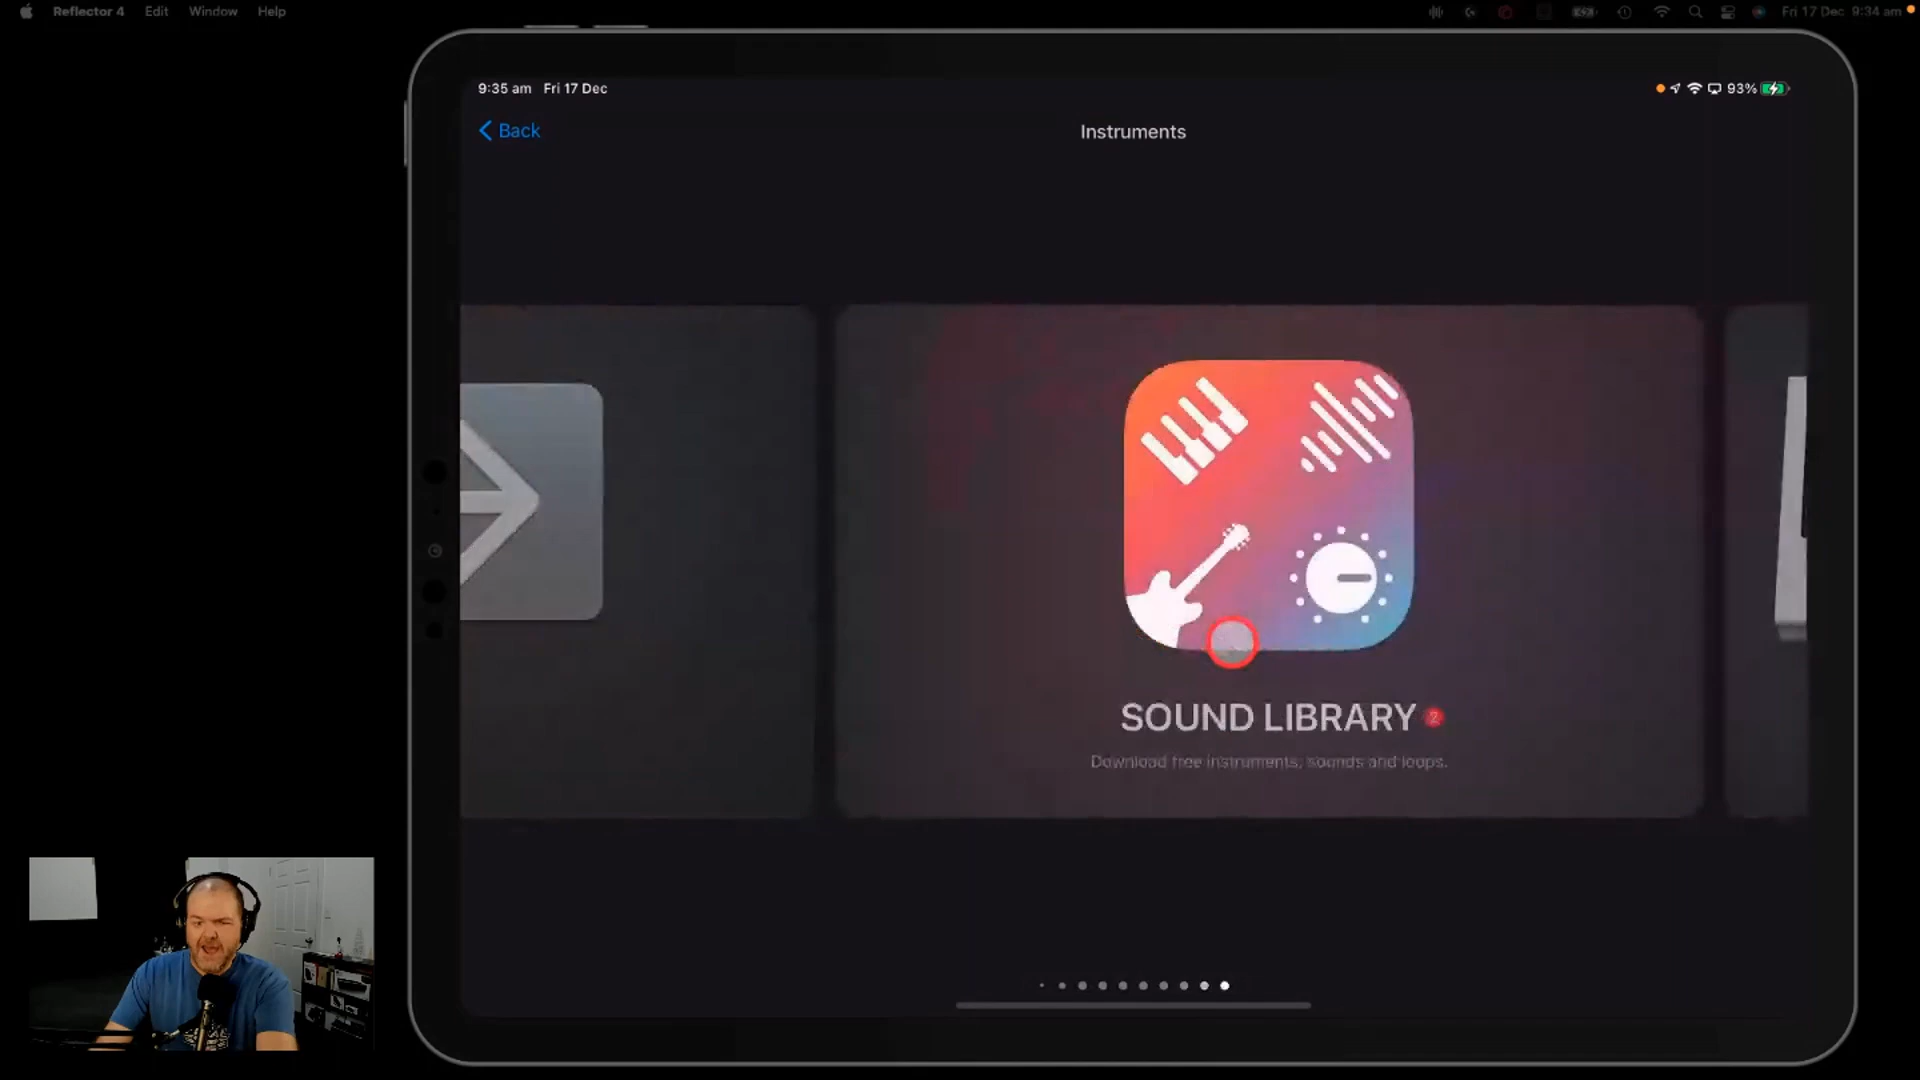 Reflector 4 Edit Window Help
Fri 17 Dec 9:34 am
9:35 am Fri 17 Dec
93%
Back
Instruments
SOUND LIBRARY 2
Download free instruments, sounds and loops.